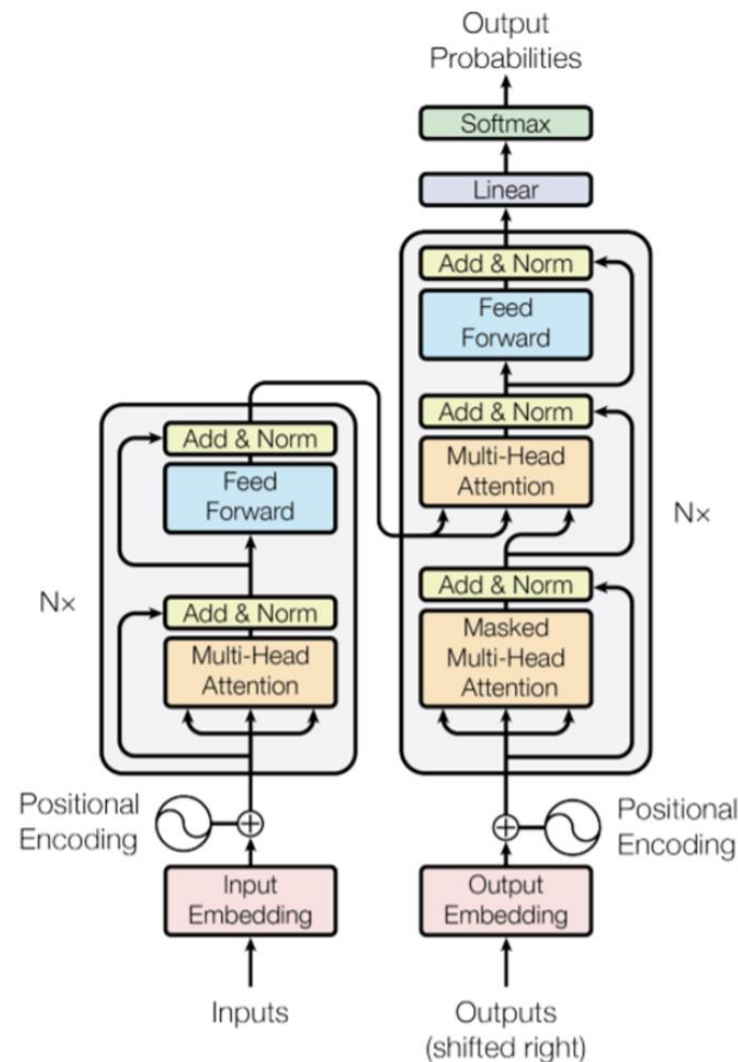 Output
Probabilities
Softmax
Linear
Add & Norm
Feed
Forward
Add & Norm
Multi-Head
Attention
Add & Norm
Masked
Multi-Head
Attention
Nx
Add & Norm
Feed
Forward
Add & Norm
Multi-Head
Attention
Nx
Positional
Encoding
Positional
Encoding
Input
Embedding
Output
Embedding
Inputs
Outputs
(shifted right)